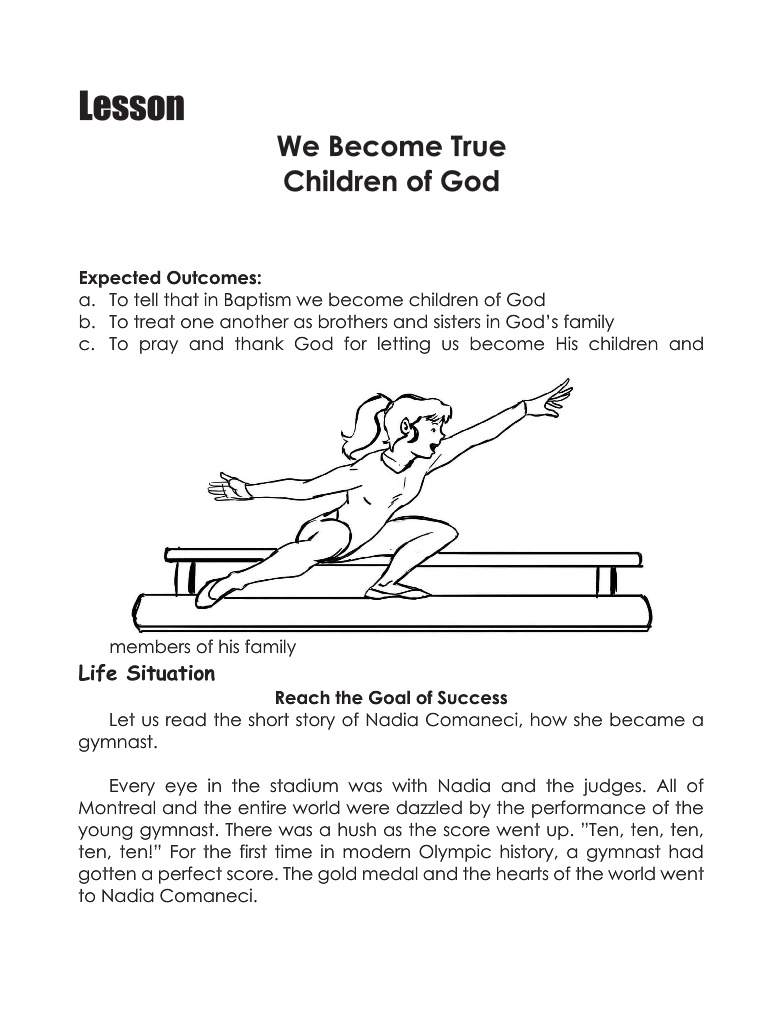 Lesson
We Become True
Children of God
Expected Outcomes:
a. To tell that in Baptism we become children of God
b. To treat one another as brothers and sisters in God's family
c. To pray and thank God for letting us become His children and
members of his family
Life Situation
Reach the Goal of Success
Let us read the short story of Nadia Comaneci, how she became a
gymnast.
Every eye in the stadium was with Nadia and the judges. All of
Montreal and the entire world were dazzled by the performance of the
young gymnast. There was a hush as the score went up. ”Ten, ten, ten,
ten, ten!” For the first time in modern Olympic history, a gymnast had
gotten a perfect score. The gold medal and the hearts of the world went
to Nadia Comaneci.